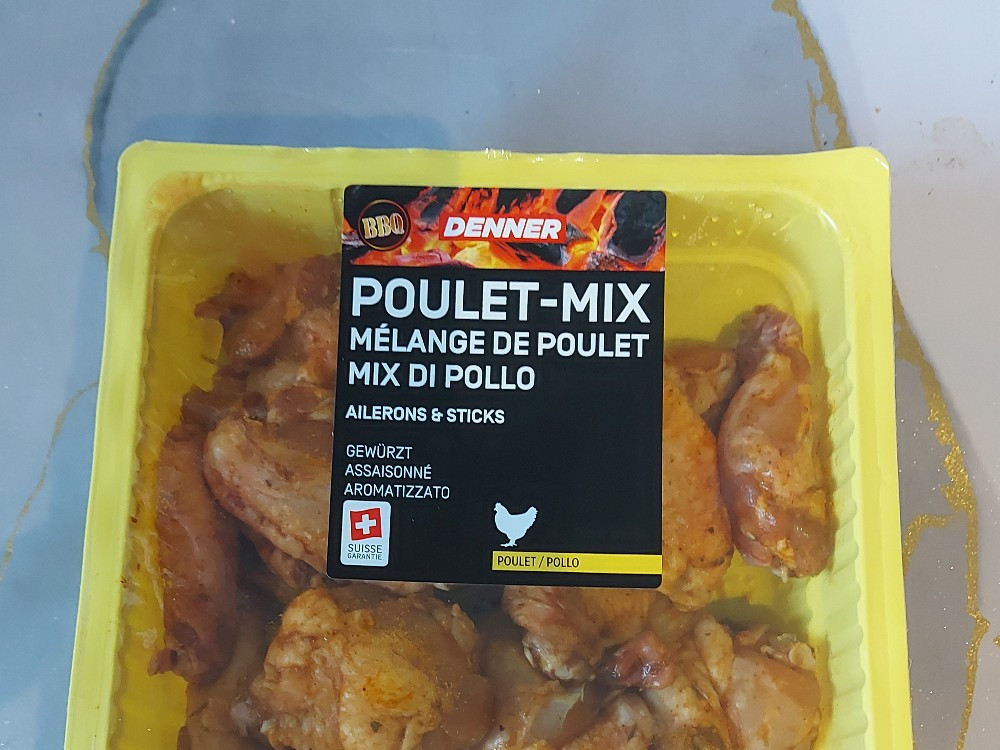 BBQ
DENNER
POULET-MIX
MÉLANGE DE POULET
MIX DI POLLO
AILERONS & STICKS
GEWÜRZT
ASSAISONNÉ
AROMATIZZATO
SUISSE
GARANTIE
POULET / POLLO